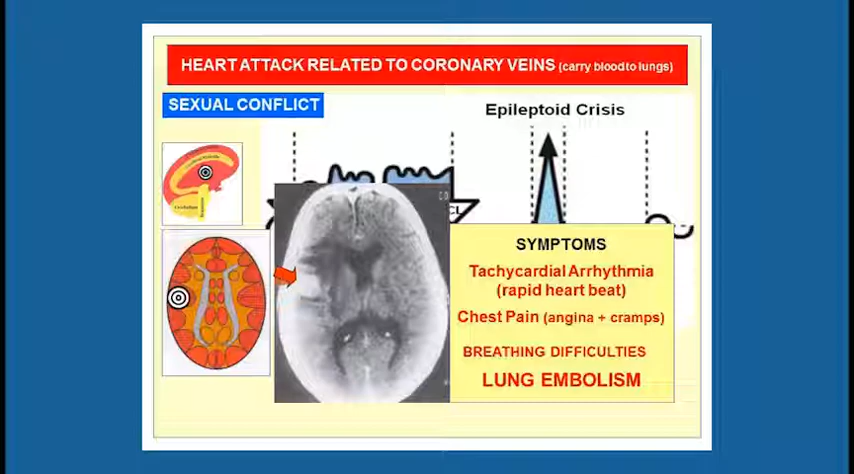 HEART ATTACK RELATED TO CORONARY VEINS (carry blood to lungs)
SEXUAL CONFLICT
Epileptoid Crisis
CL
SYMPTOMS
Tachycardial Arrhythmia
(rapid heart beat)
Chest Pain (angina + cramps)
BREATHING DIFFICULTIES
LUNG EMBOLISM